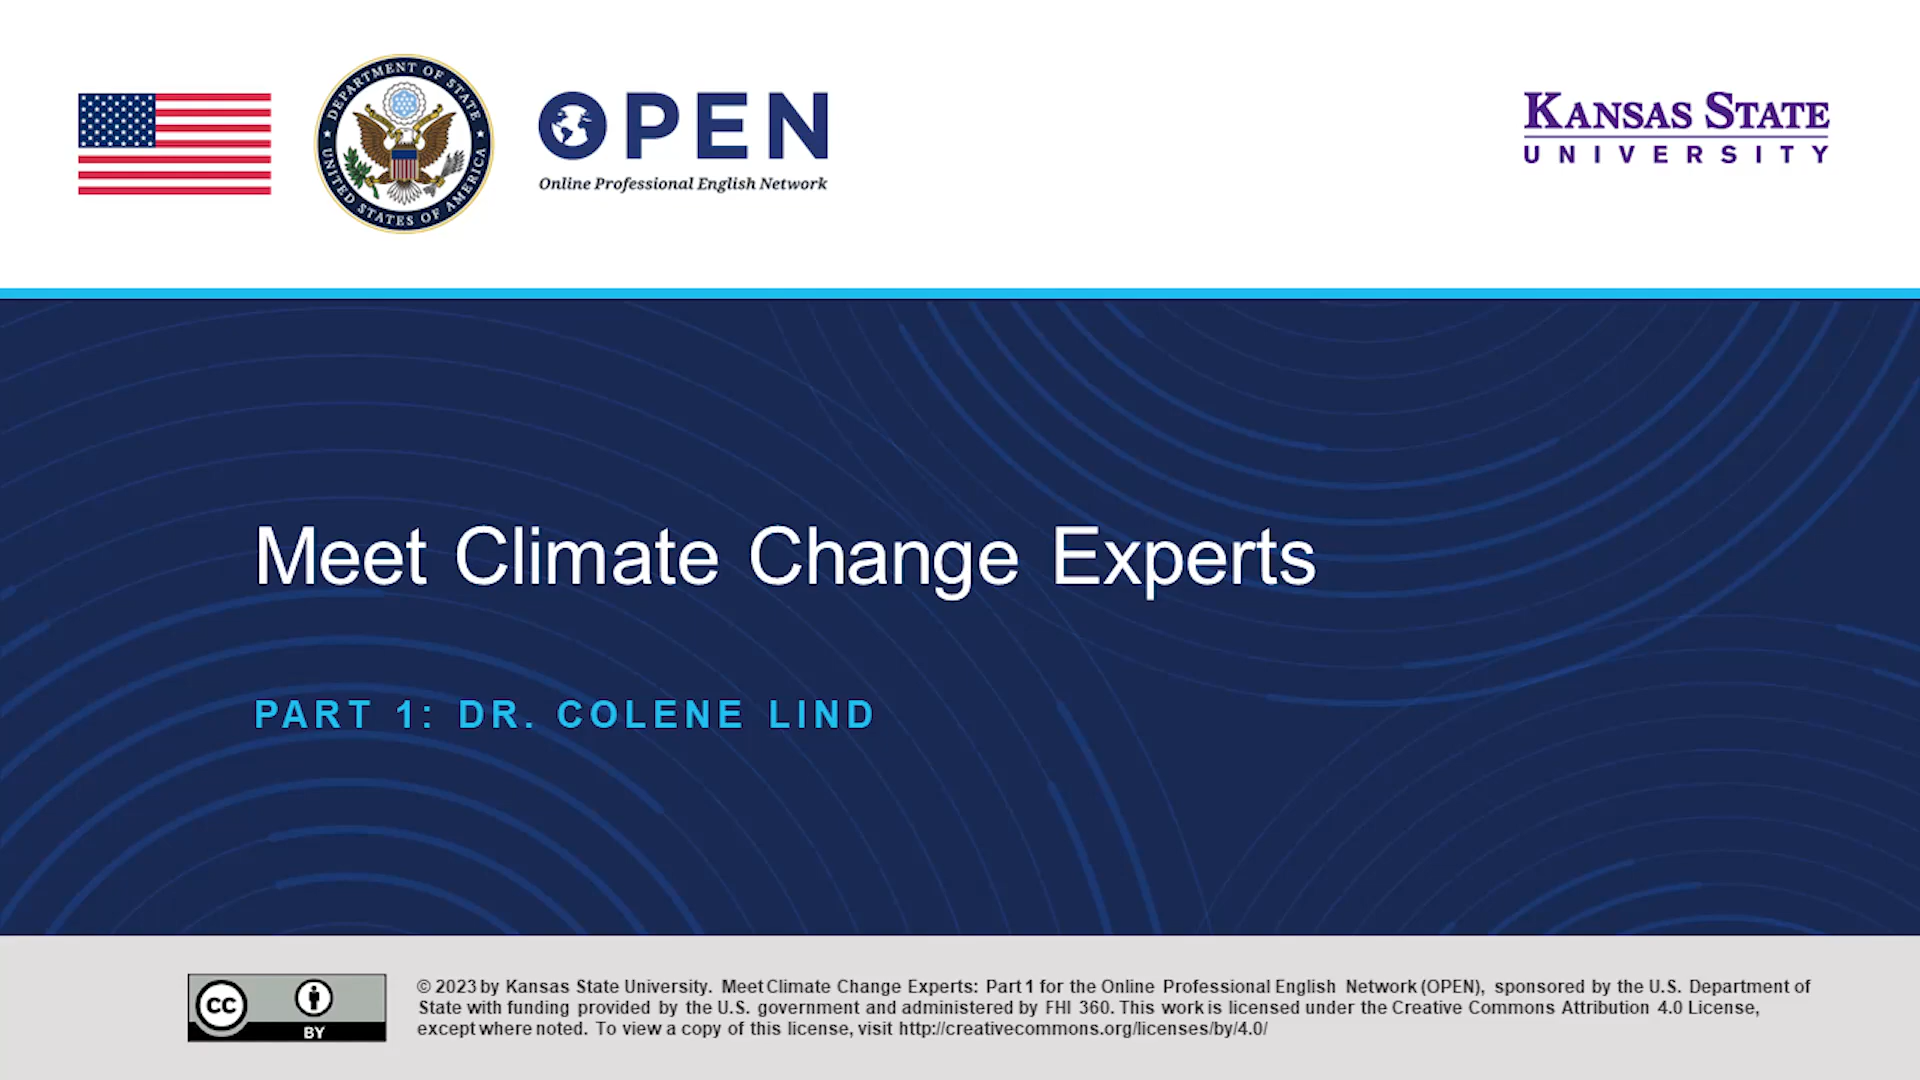 DEPARTMENT OF STATE
UNITED STATES OF AMERICA
OPEN
Online Professional English Network
KANSAS STATE
UNIVERSITY
Meet Climate Change Experts
PART 1: DR. COLENE LIND
CC
BY
© 2023 by Kansas State University. Meet Climate Change Experts: Part 1 for the Online Professional English Network (OPEN), sponsored by the U.S. Department of
State with funding provided by the U.S. government and administered by FHI 360. This work is licensed under the Creative Commons Attribution 4.0 License,
except where noted. To view a copy of this license, visit http://creativecommons.org/licenses/by/4.0/